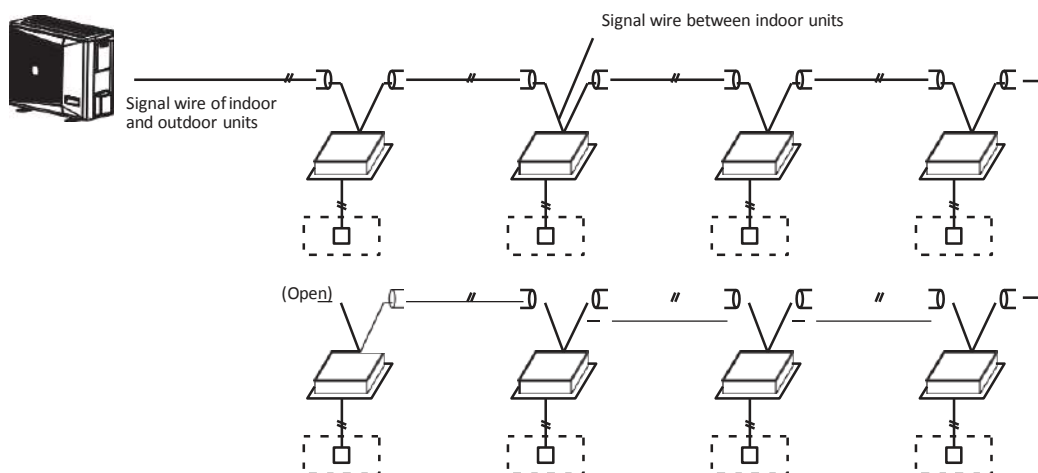 Signal wire between indoor units
Signal wire of indoor
and outdoor units
(Open)